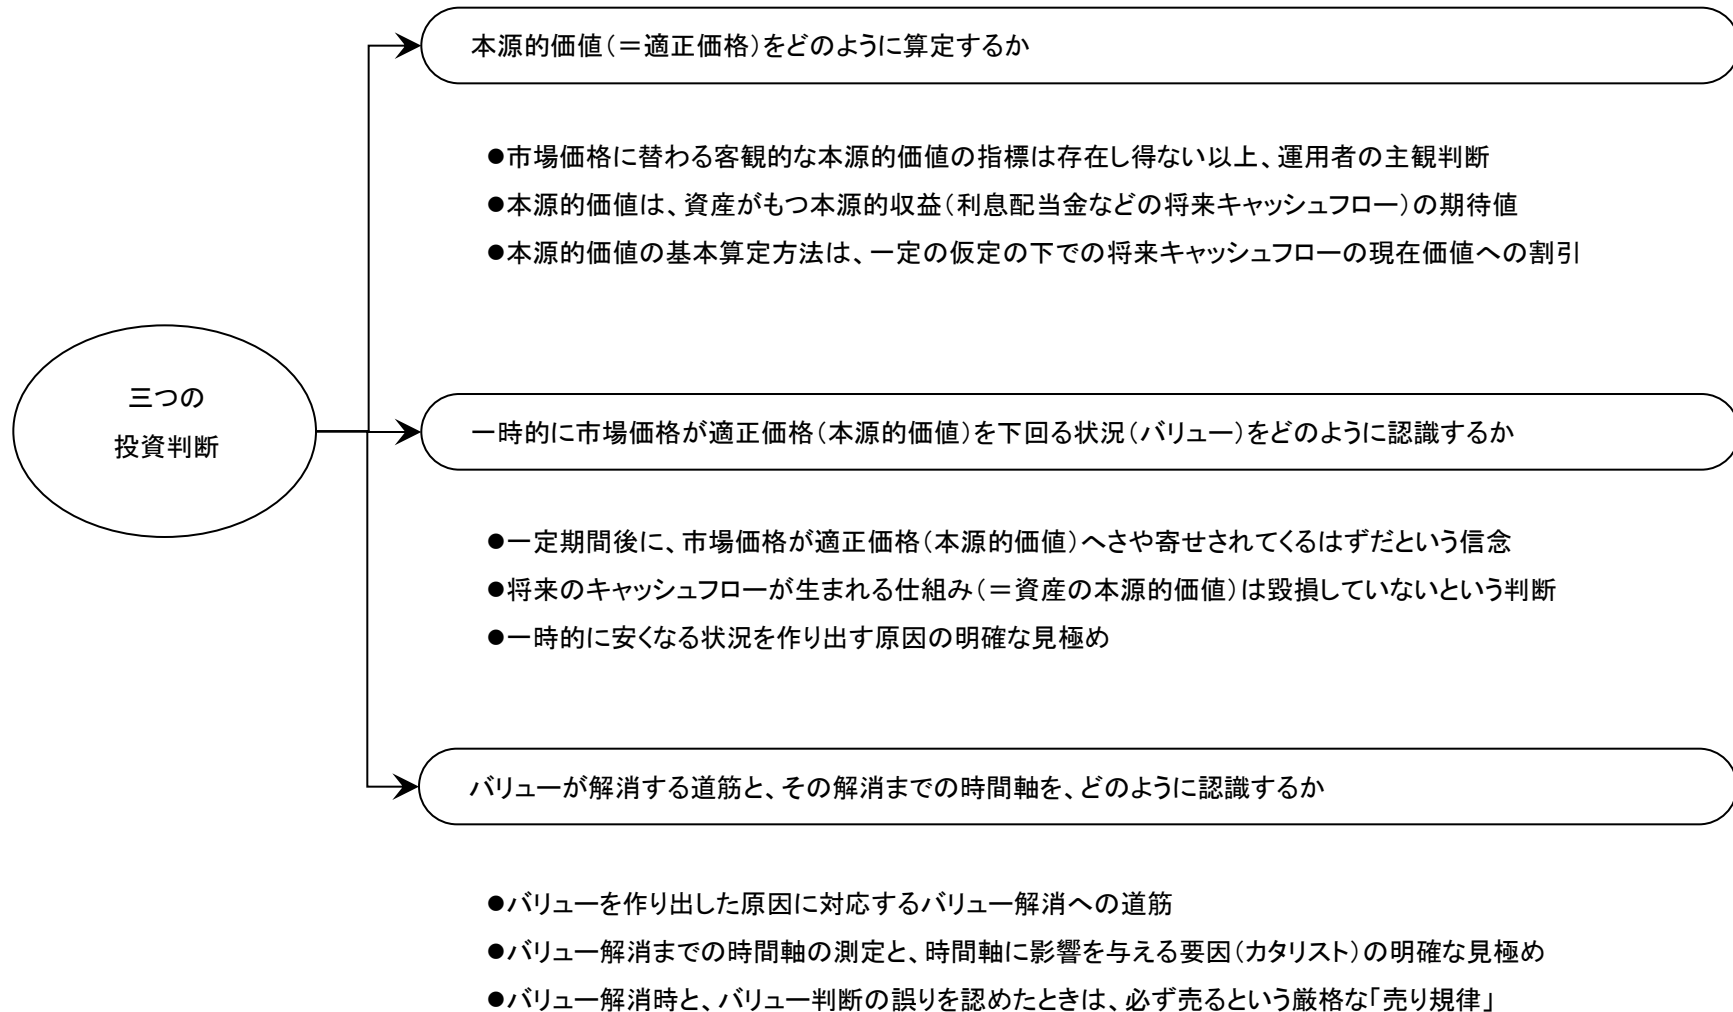 本源的価値(＝適正価格)をどのように算定するか
●市場価格に替わる客観的な本源的価値の指標は存在し得ない以上、運用者の主観判断
●本源的価値は、資産がもつ本源的収益(利息配当金などの将来キャッシュフロー)の期待値
●本源的価値の基本算定方法は、一定の仮定の下での将来キャッシュフローの現在価値への割引
三つの
投資判断
一時的に市場価格が適正価格(本源的価値)を下回る状況(バリュー)をどのように認識するか
●一定期間後に、市場価格が適正価格(本源的価値)へさや寄せされてくるはずだという信念
●将来のキャッシュフローが生まれる仕組み(＝資産の本源的価値)は毀損していないという判断
●一時的に安くなる状況を作り出す原因の明確な見極め
バリューが解消する道筋と、その解消までの時間軸を、どのように認識するか
●バリューを作り出した原因に対応するバリュー解消への道筋
●バリュー解消までの時間軸の測定と、時間軸に影響を与える要因(カタリスト)の明確な見極め
●バリュー解消時と、バリュー判断の誤りを認めたときは、必ず売るという厳格な「売り規律」